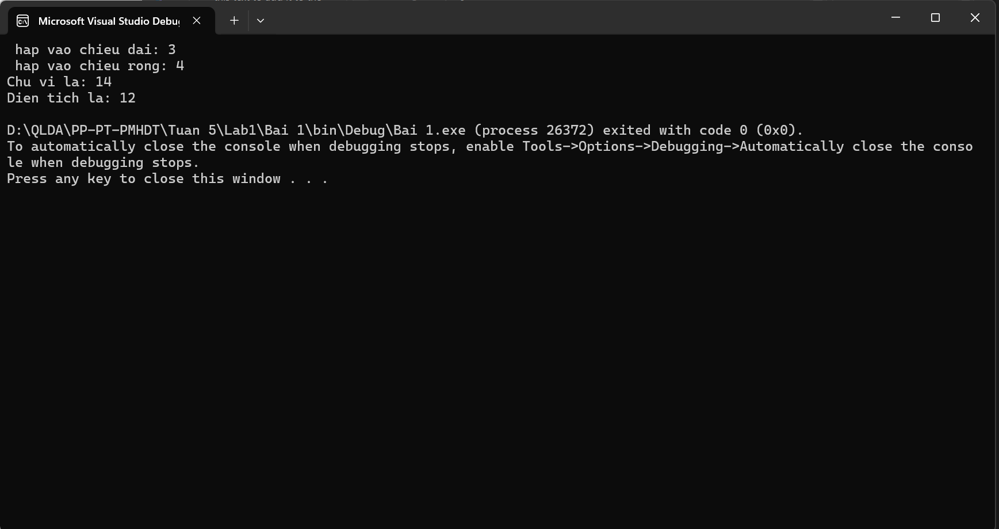 Microsoft Visual Studio Debug
 hap vao chieu dai: 3
 hap vao chieu rong: 4
Chu vi la: 14
Dien tich la: 12
D:\QLDA\PP-PT-PMHDT\Tuan 5\Lab1\Bai 1\bin\Debug\Bai 1.exe (process 26372) exited with code 0 (0x0).
To automatically close the console when debugging stops, enable Tools->Options->Debugging->Automatically close the conso
le when debugging stops.
Press any key to close this window . . .